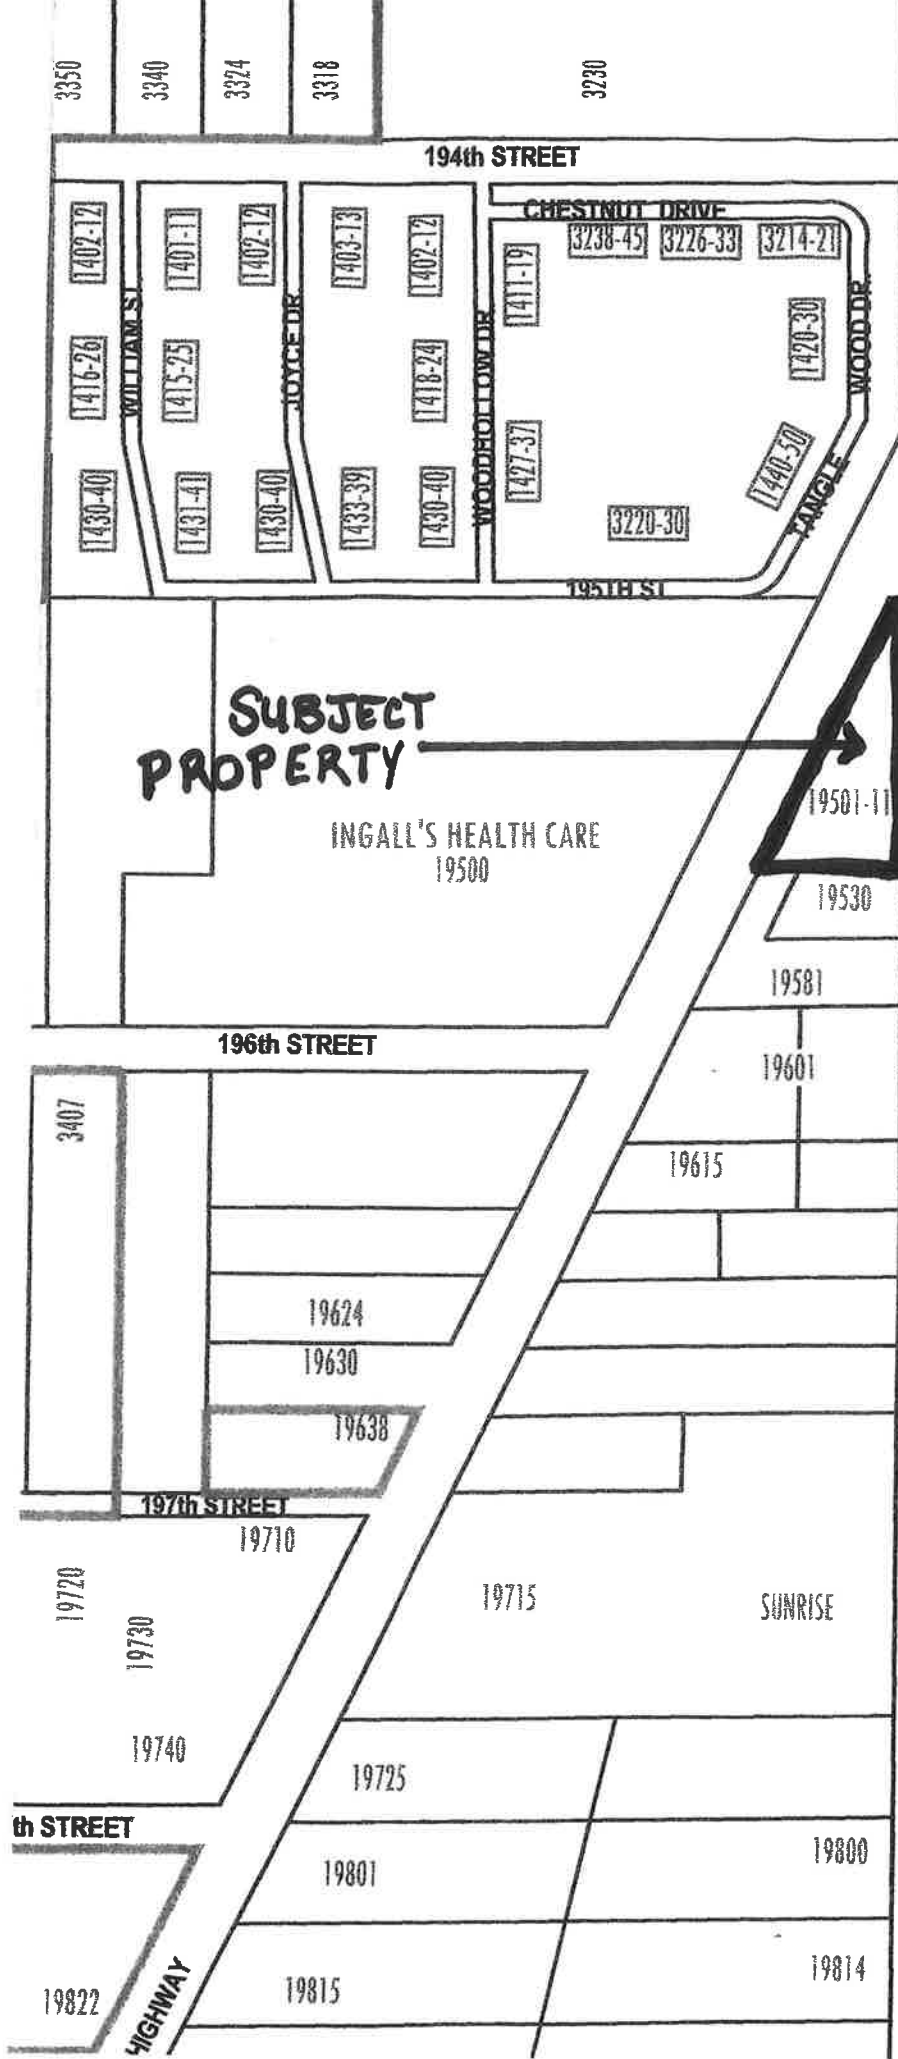 3350
3340
3324
3318
3230
194th STREET
CHESTNUT DRIVE
1402-12
1401-11
1402-12
1403-13
1402-12
1411-19
3238-45
3226-33
3214-21
WILLIAM ST
JOYCE DR
WOODHOLLOW DR
WOOD DR.
1416-26
1415-25
1418-24
1420-30
1430-40
1431-41
1430-40
1433-39
1430-40
1427-37
3220-30
1440-50
TANGLE
195TH ST
SUBJECT
PROPERTY
19501-11
INGALL'S HEALTH CARE
19500
19530
19581
196th STREET
19601
3407
19615
19624
19630
19638
197th STREET
19710
19720
19730
19715
SUNRISE
19740
19725
th STREET
19801
19800
19822
HIGHWAY
19815
19814